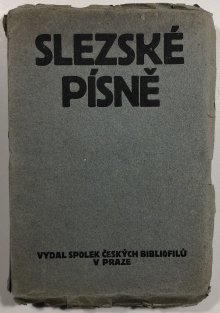 SLEZSKÉ
PÍSNĚ
VYDAL SPOLEK ČESKÝCH BIBLIOFILŮ
V PRAZE